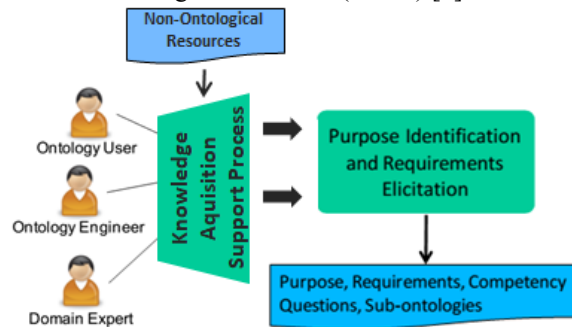 Non-Ontological
Resources
Ontology User
Ontology Engineer
Domain Expert
Knowledge
Aquisition
Support Process
Purpose Identification
and Requirements
Elicitation
Purpose, Requirements, Competency
Questions, Sub-ontologies